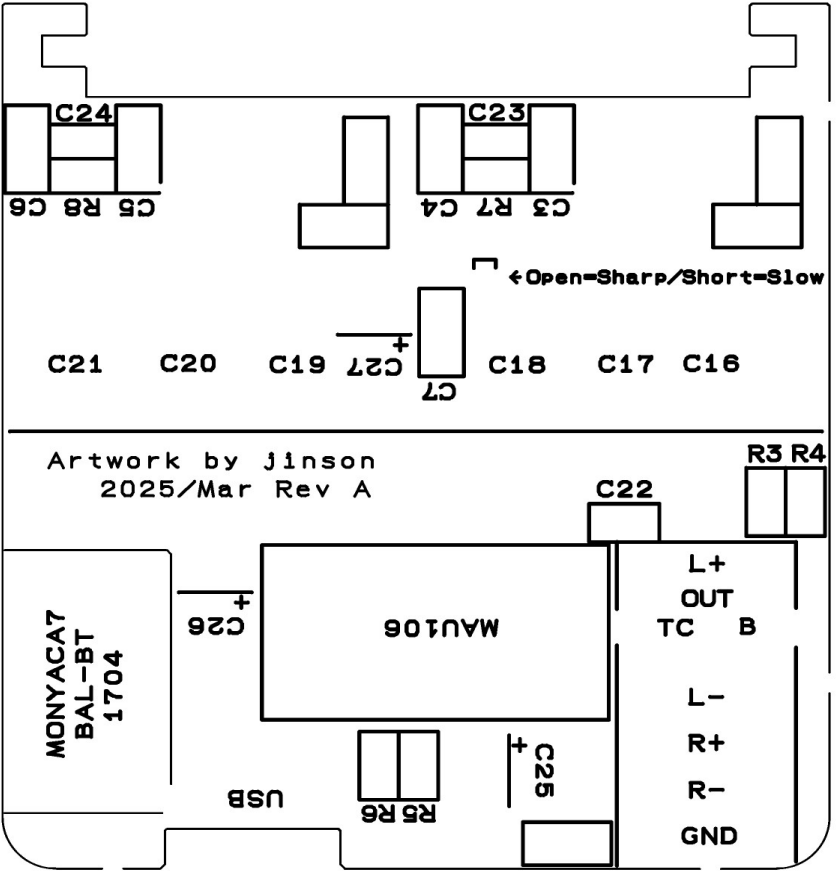 C24
C23
C6 R8 C5
C4 R7 C3
←Open=Sharp/Short=Slow
C21 C20 C19 +C27 C18 C17 C16
C7
Artwork by jinson
2025/Mar Rev A
R3 R4
C22
L+
OUT
TC B
+
C26
MAU106
MONYACA7
BAL-BT
1704
L-
R+
R-
GND
+
C25
USB
R6 R5